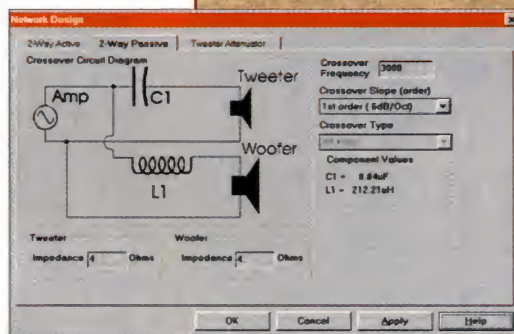 Network Design
2-Way Active 2-Way Passive Tweeter Attenuator
Crossover Circuit Diagram
Amp
C1
Tweeter
Woofer
L1
Tweeter
Impedance 4 Ohms
Woofer
Impedance 4 Ohms
Crossover Frequency 3000
Crossover Slope (order)
1st order ( 6dB/Oct)
Crossover Type
Component Values
C1 = 8.84uF
L1 = 212.21uH
OK Cancel Apply Help